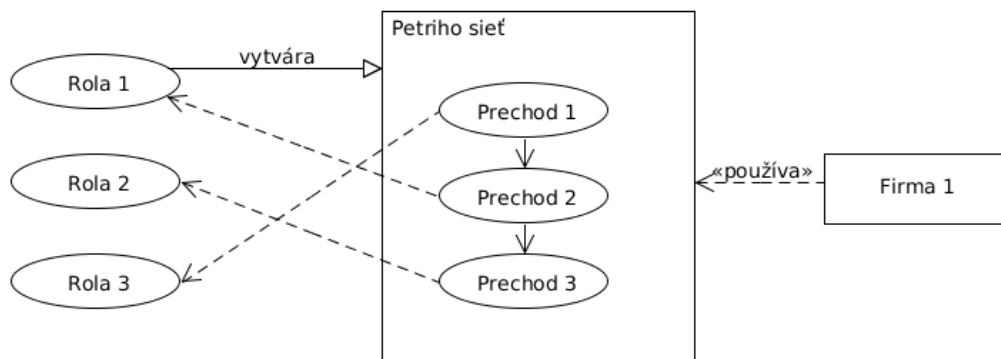 Petriho sieť
vytvára
Rola 1
Prechod 1
Rola 2
Prechod 2
«používa»
Firma 1
Rola 3
Prechod 3